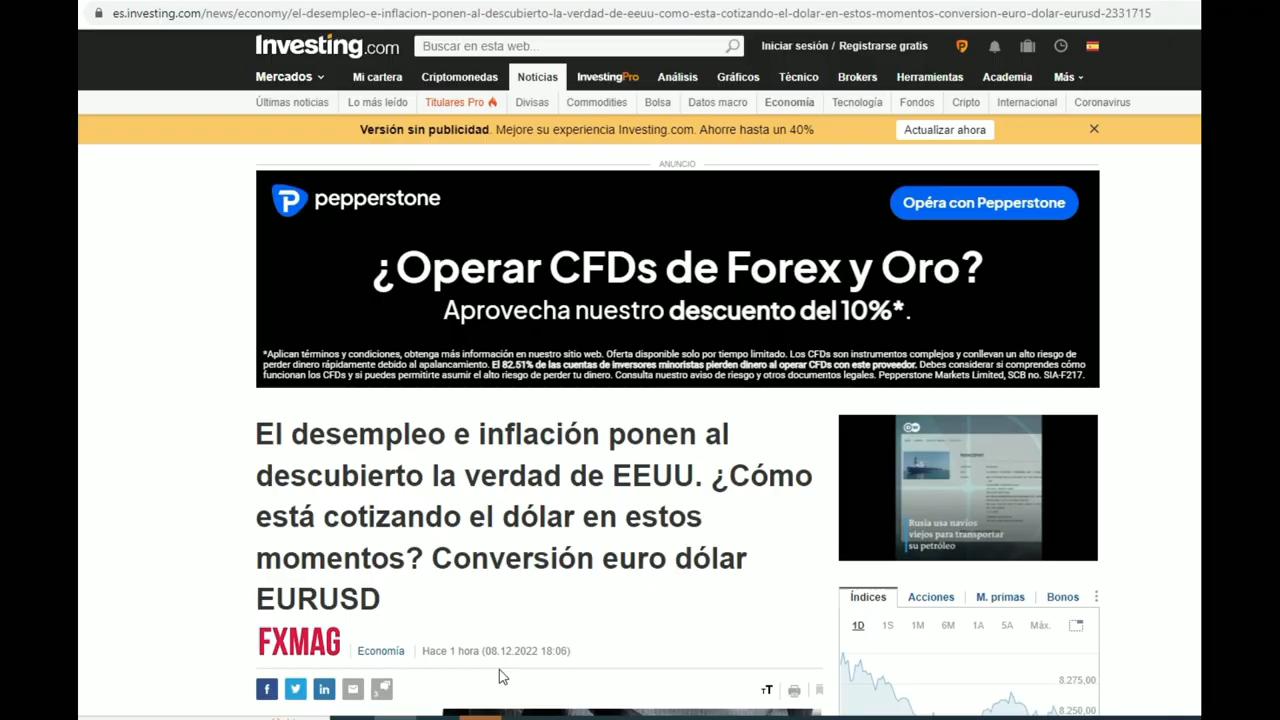 es.investing.com/news/economy/el-desempleo-e-inflacion-ponen-al-descubierto-la-verdad-de-eeuu-como-esta-cotizando-el-dolar-en-estos-momentos-conversion-euro-dolar-eurusd-2331715
Investing.com
Buscar en esta web...
Iniciar sesión / Registrarse gratis
Mercados Mi cartera Criptomonedas Noticias InvestingPro Análisis Gráficos Técnico Brokers Herramientas Academia Más
Últimas noticias Lo más leído Titulares Pro Divisas Commodities Bolsa Datos macro Economía Tecnología Fondos Cripto Internacional Coronavirus
Versión sin publicidad. Mejore su experiencia Investing.com. Ahorre hasta un 40% Actualizar ahora
ANUNCIO
pepperstone
Opéra con Pepperstone
¿Operar CFDs de Forex y Oro?
Aprovecha nuestro descuento del 10%*.
*Aplican términos y condiciones, obtenga más información en nuestro sitio web. Oferta disponible solo por tiempo limitado. Los CFDs son instrumentos complejos y conllevan un alto riesgo de
perder dinero rápidamente debido al apalancamiento. El 82.51% de las cuentas de inversores minoristas pierden dinero al operar CFDs con este proveedor. Debes considerar si comprendes cómo
funcionan los CFDs y si puedes permitirte asumir el alto riesgo de perder tu dinero. Consulta nuestro aviso de riesgo y otros documentos legales. Pepperstone Markets Limited, SCB no. SIA-F217.
El desempleo e inflación ponen al
descubierto la verdad de EEUU. ¿Cómo
está cotizando el dólar en estos
momentos? Conversión euro dólar
EURUSD
FXMAG
Economía
Hace 1 hora (08.12.2022 18:06)
3
TT
DW
Rusia usa navíos
viejos para transportar
su petróleo
Índices Acciones M. primas Bonos
1D 1S 1M 6M 1A 5A Máx.
8.275,00
8.250,00